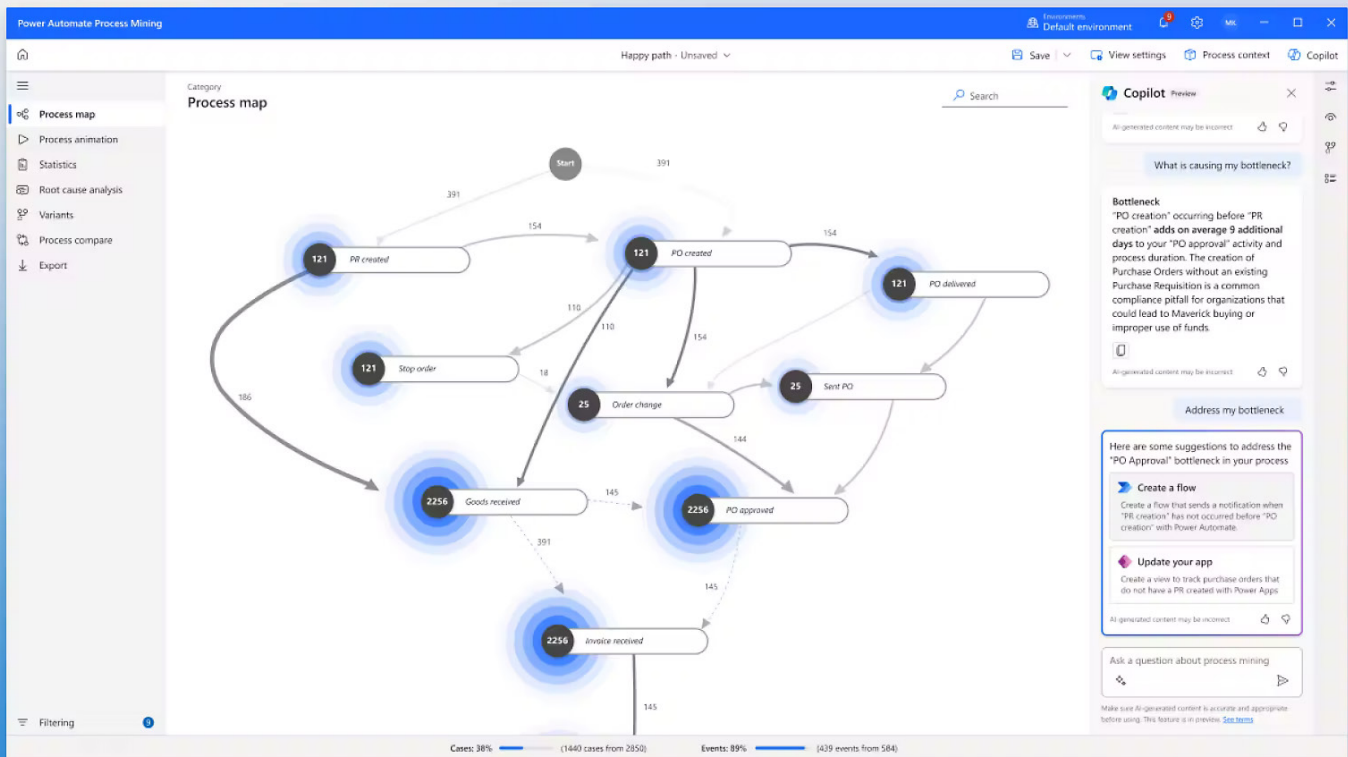 Power Automate Process Mining
Environments
Default environment
9
MK
Happy path - Unsaved
Save
View settings
Process context
Copilot
Process map
Process animation
Statistics
Root cause analysis
Variants
Process compare
Export
Filtering
9
Category
Process map
Search
Start
391
391
154
154
121
PR created
121
PO created
121
PO delivered
110
110
154
121
Stop order
18
25
Order change
25
Sent PO
186
144
2256
Goods received
145
2256
PO approved
391
145
2256
Invoice received
145
Cases: 38%
(1440 cases from 2850)
Events: 89%
(439 events from 584)
Copilot Preview
AI-generated content may be incorrect
What is causing my bottleneck?
Bottleneck
"PO creation" occurring before "PR
creation" adds on average 9 additional
days to your "PO approval" activity and
process duration. The creation of
Purchase Orders without an existing
Purchase Requisition is a common
compliance pitfall for organizations that
could lead to Maverick buying or
improper use of funds.
AI-generated content may be incorrect
Address my bottleneck
Here are some suggestions to address the
"PO Approval" bottleneck in your process
Create a flow
Create a flow that sends a notification when
"PR creation" has not occurred before "PO
creation" with Power Automate.
Update your app
Create a view to track purchase orders that
do not have a PR created with Power Apps
AI-generated content may be incorrect
Ask a question about process mining
Make sure AI-generated content is accurate and appropriate
before using. This feature is in preview. See terms